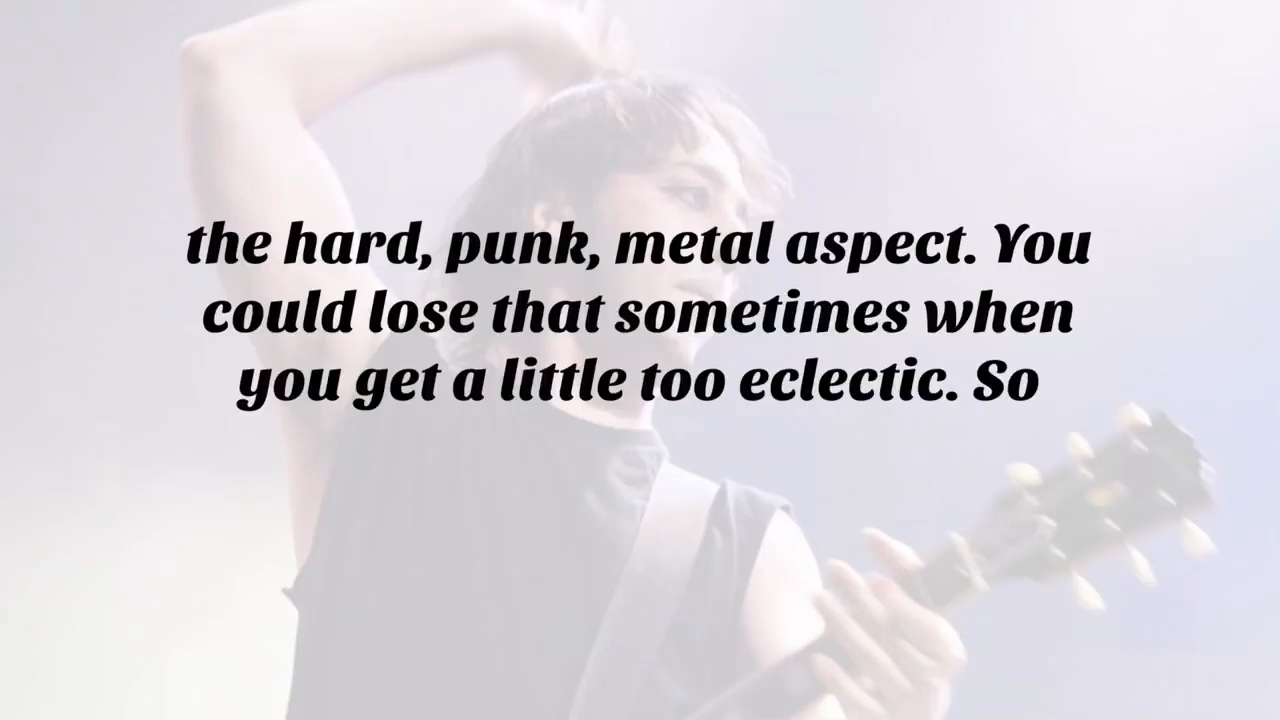 the hard, punk, metal aspect. You
could lose that sometimes when
you get a little too eclectic. So